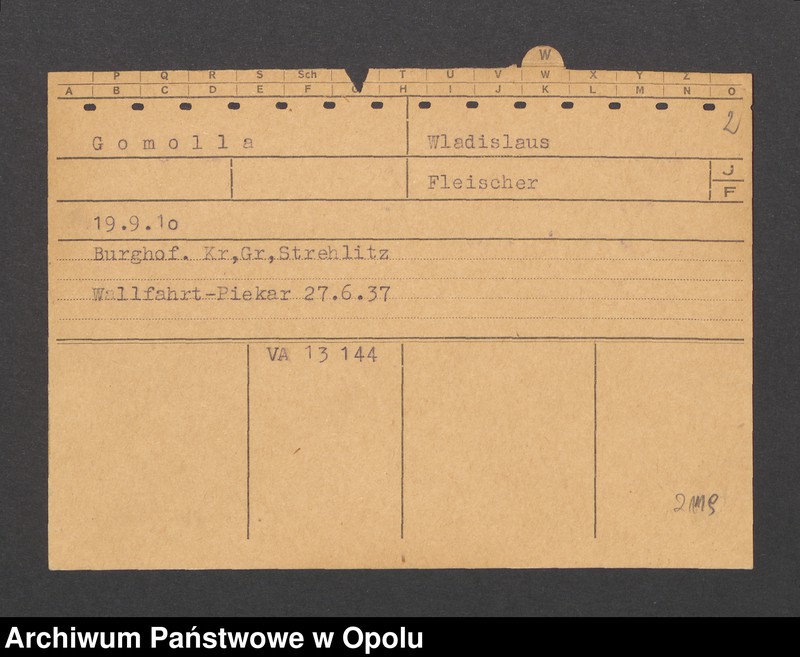 W
P Q R S Sch T U V W X Y Z
A B C D E F G H I J K L M N O
2
Gomolla Wladislaus
Fleischer J
F
19.9.1o
Burghof. Kr,Gr,Strehlitz
Wallfahrt-Piekar 27.6.37
VA 13 144
Archiwum Państwowe w Opolu